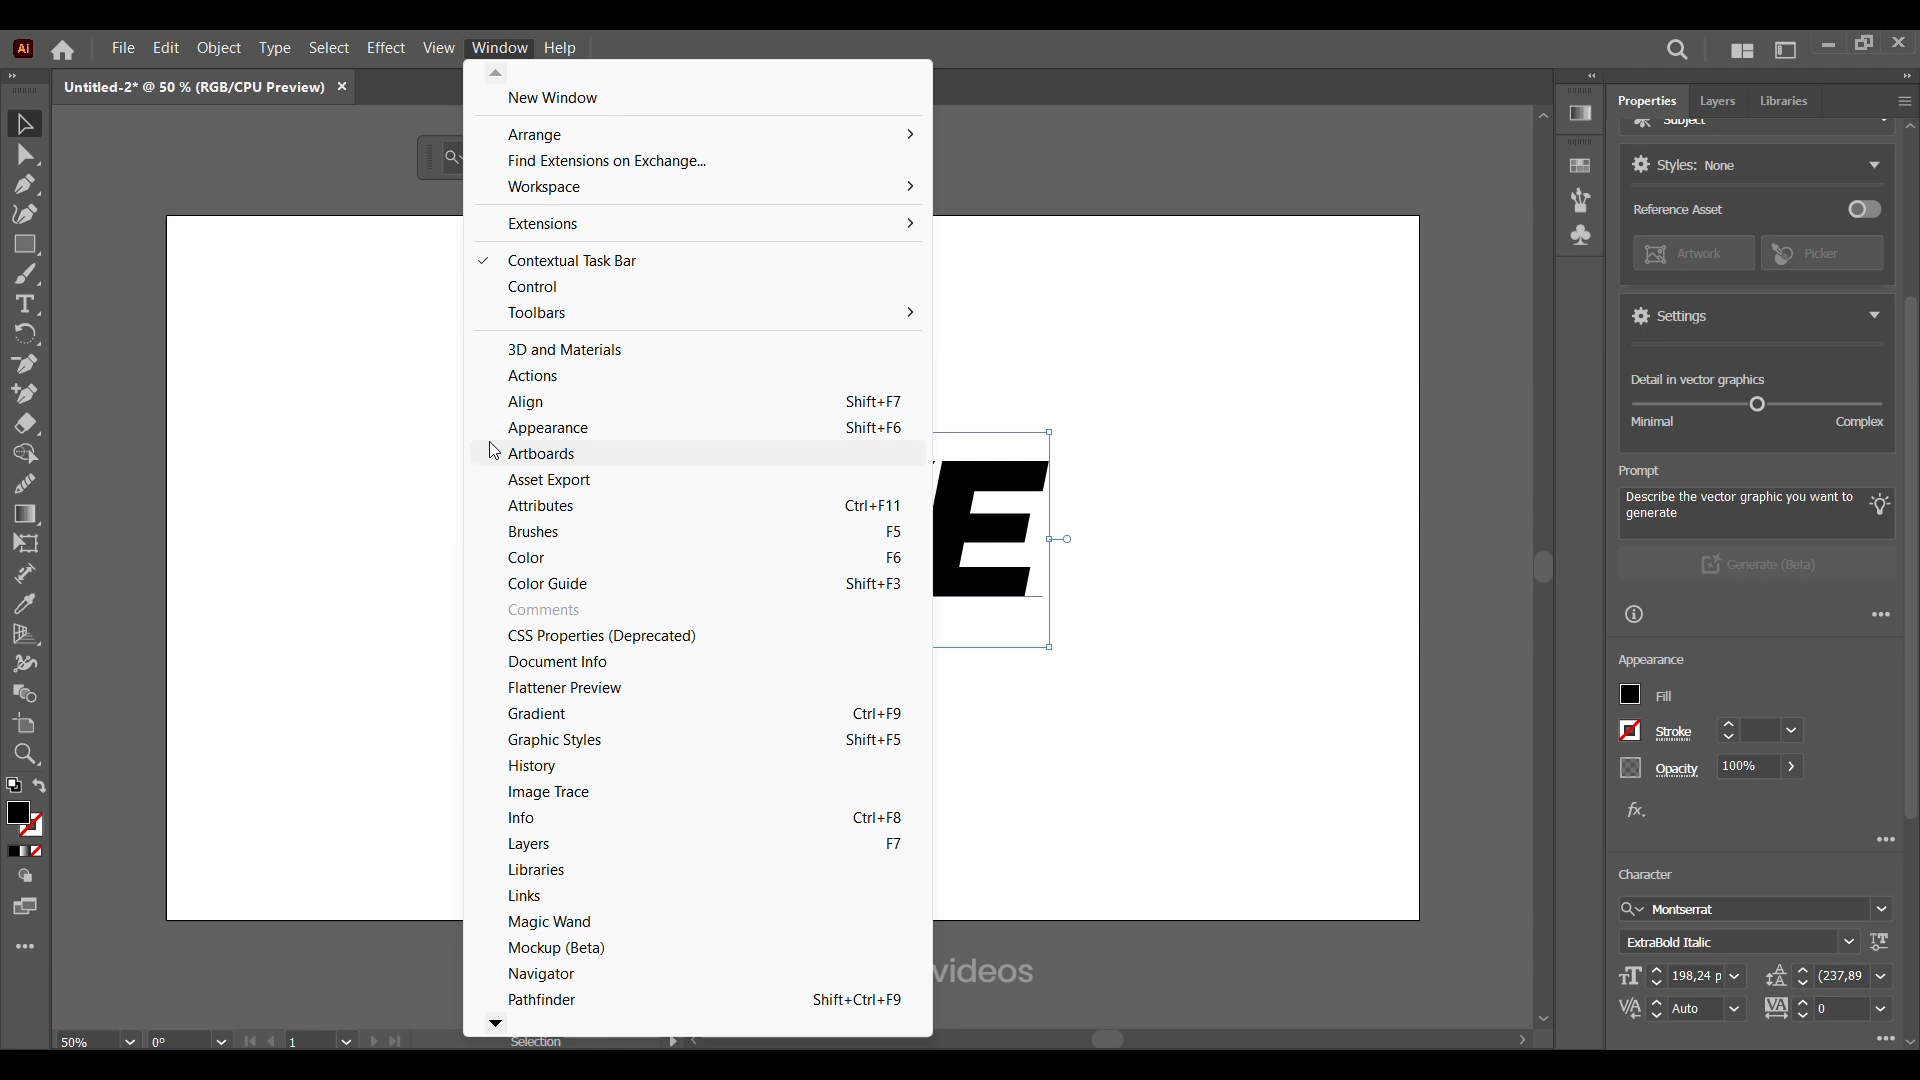 Ai File Edit Object Type Select Effect View Window Help
Untitled-2* @ 50 % (RGB/CPU Preview)
New Window
Arrange
Find Extensions on Exchange...
Workspace
Extensions
Contextual Task Bar
Control
Toolbars
3D and Materials
Actions
Align Shift+F7
Appearance Shift+F6
Artboards
Asset Export
Attributes Ctrl+F11
Brushes F5
Color F6
Color Guide Shift+F3
Comments
CSS Properties (Deprecated)
Document Info
Flattener Preview
Gradient Ctrl+F9
Graphic Styles Shift+F5
History
Image Trace
Info Ctrl+F8
Layers F7
Libraries
Links
Magic Wand
Mockup (Beta)
Navigator
Pathfinder Shift+Ctrl+F9
E
videos
50% 0° 1 Selection
Properties Layers Libraries
Subject
Styles: None
Reference Asset
Artwork Picker
Settings
Detail in vector graphics
Minimal Complex
Prompt
Describe the vector graphic you want to
generate
Generate (Beta)
Appearance
Fill
Stroke
Opacity 100%
fx.
Character
Montserrat
ExtraBold Italic
198,24 p (237,89
Auto 0